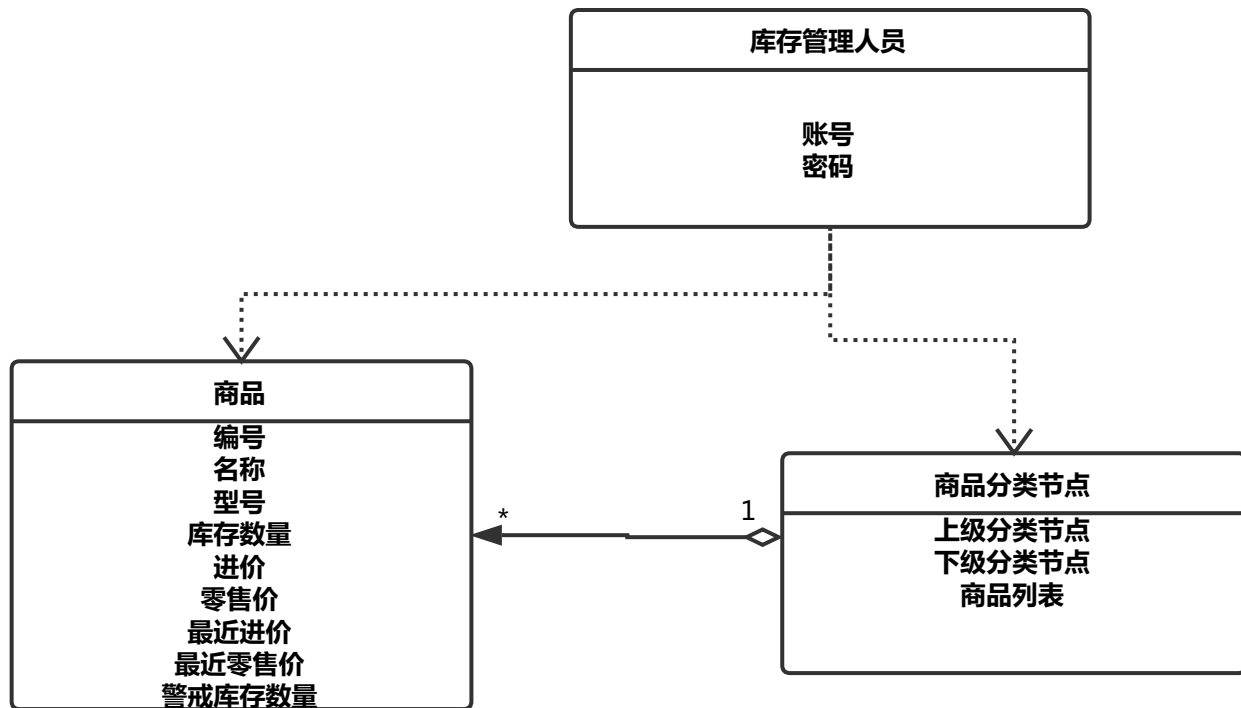 库存管理人员
账号
密码
商品
编号
名称
型号
库存数量
进价
零售价
最近进价
最近零售价
警戒库存数量
*
1
商品分类节点
上级分类节点
下级分类节点
商品列表